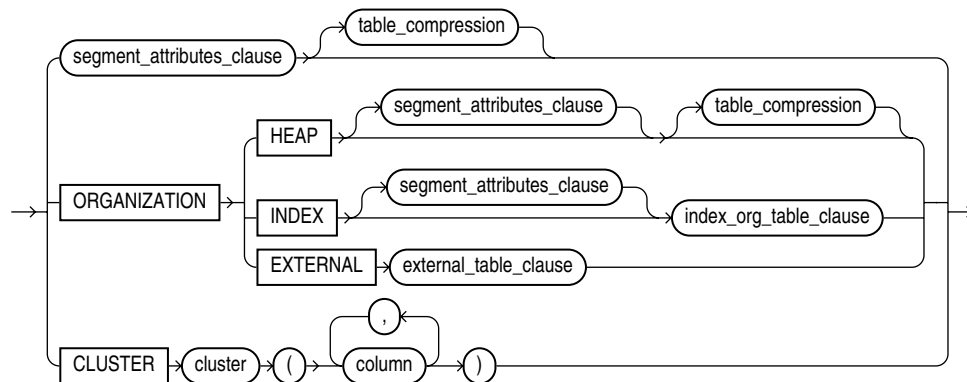 table_compression
segment_attributes_clause
segment_attributes_clause table_compression
HEAP
segment_attributes_clause
ORGANIZATION INDEX index_org_table_clause
EXTERNAL external_table_clause
,
CLUSTER cluster ( column )